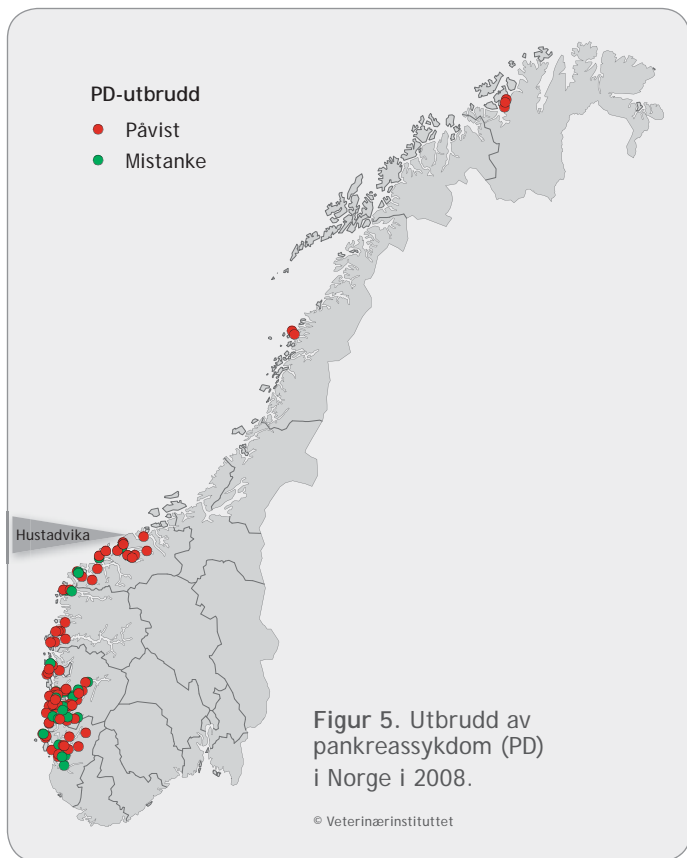 PD-utbrudd
Påvist
Mistanke
Hustadvika
Figur 5. Utbrudd av
pankreassykdom (PD)
i Norge i 2008.
© Veterinærinstituttet